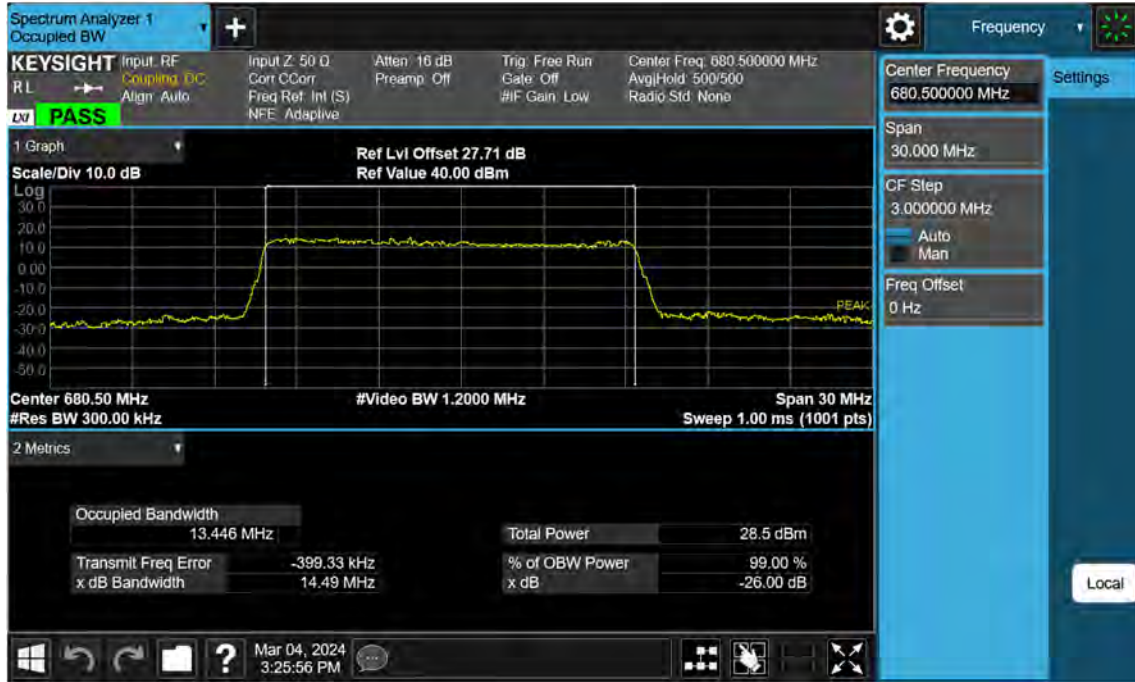 Spectrum Analyzer 1
Occupied BW
+
Frequency
KEYSIGHT
RL
LXI
PASS
Input: RF
Coupling: DC
Align: Auto
Input Z: 50 Ω
Corr CCorr
Freq Ref: Int (S)
NFE: Adaptive
Atten: 16 dB
Preamp: Off
Trig: Free Run
Gate: Off
#IF Gain: Low
Center Freq: 680.500000 MHz
Avg|Hold: 500/500
Radio Std: None
1 Graph
Scale/Div 10.0 dB
Ref Lvl Offset 27.71 dB
Ref Value 40.00 dBm
Log
30.0
20.0
10.0
0.00
-10.0
-20.0
-30.0
-40.0
-50.0
PEAK
Center 680.50 MHz
#Res BW 300.00 kHz
#Video BW 1.2000 MHz
Span 30 MHz
Sweep 1.00 ms (1001 pts)
2 Metrics
Occupied Bandwidth
13.446 MHz
Transmit Freq Error -399.33 kHz
x dB Bandwidth 14.49 MHz
Total Power 28.5 dBm
% of OBW Power 99.00 %
x dB -26.00 dB
Center Frequency
680.500000 MHz
Span
30.000 MHz
CF Step
3.000000 MHz
Auto
Man
Freq Offset
0 Hz
Settings
Local
?
Mar 04, 2024
3:25:56 PM